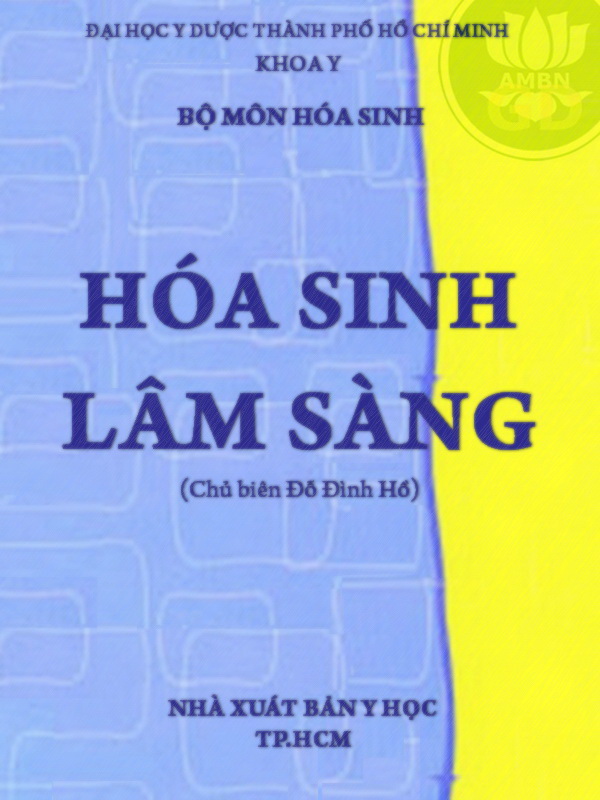 ĐẠI HỌC Y DƯỢC THÀNH PHỐ HỒ CHÍ MINH
KHOA Y
AMBN
GD
BỘ MÔN HÓA SINH
HÓA SINH
LÂM SÀNG
(Chủ biên Đỗ Đình Hồ)
NHÀ XUẤT BẢN Y HỌC
TP.HCM